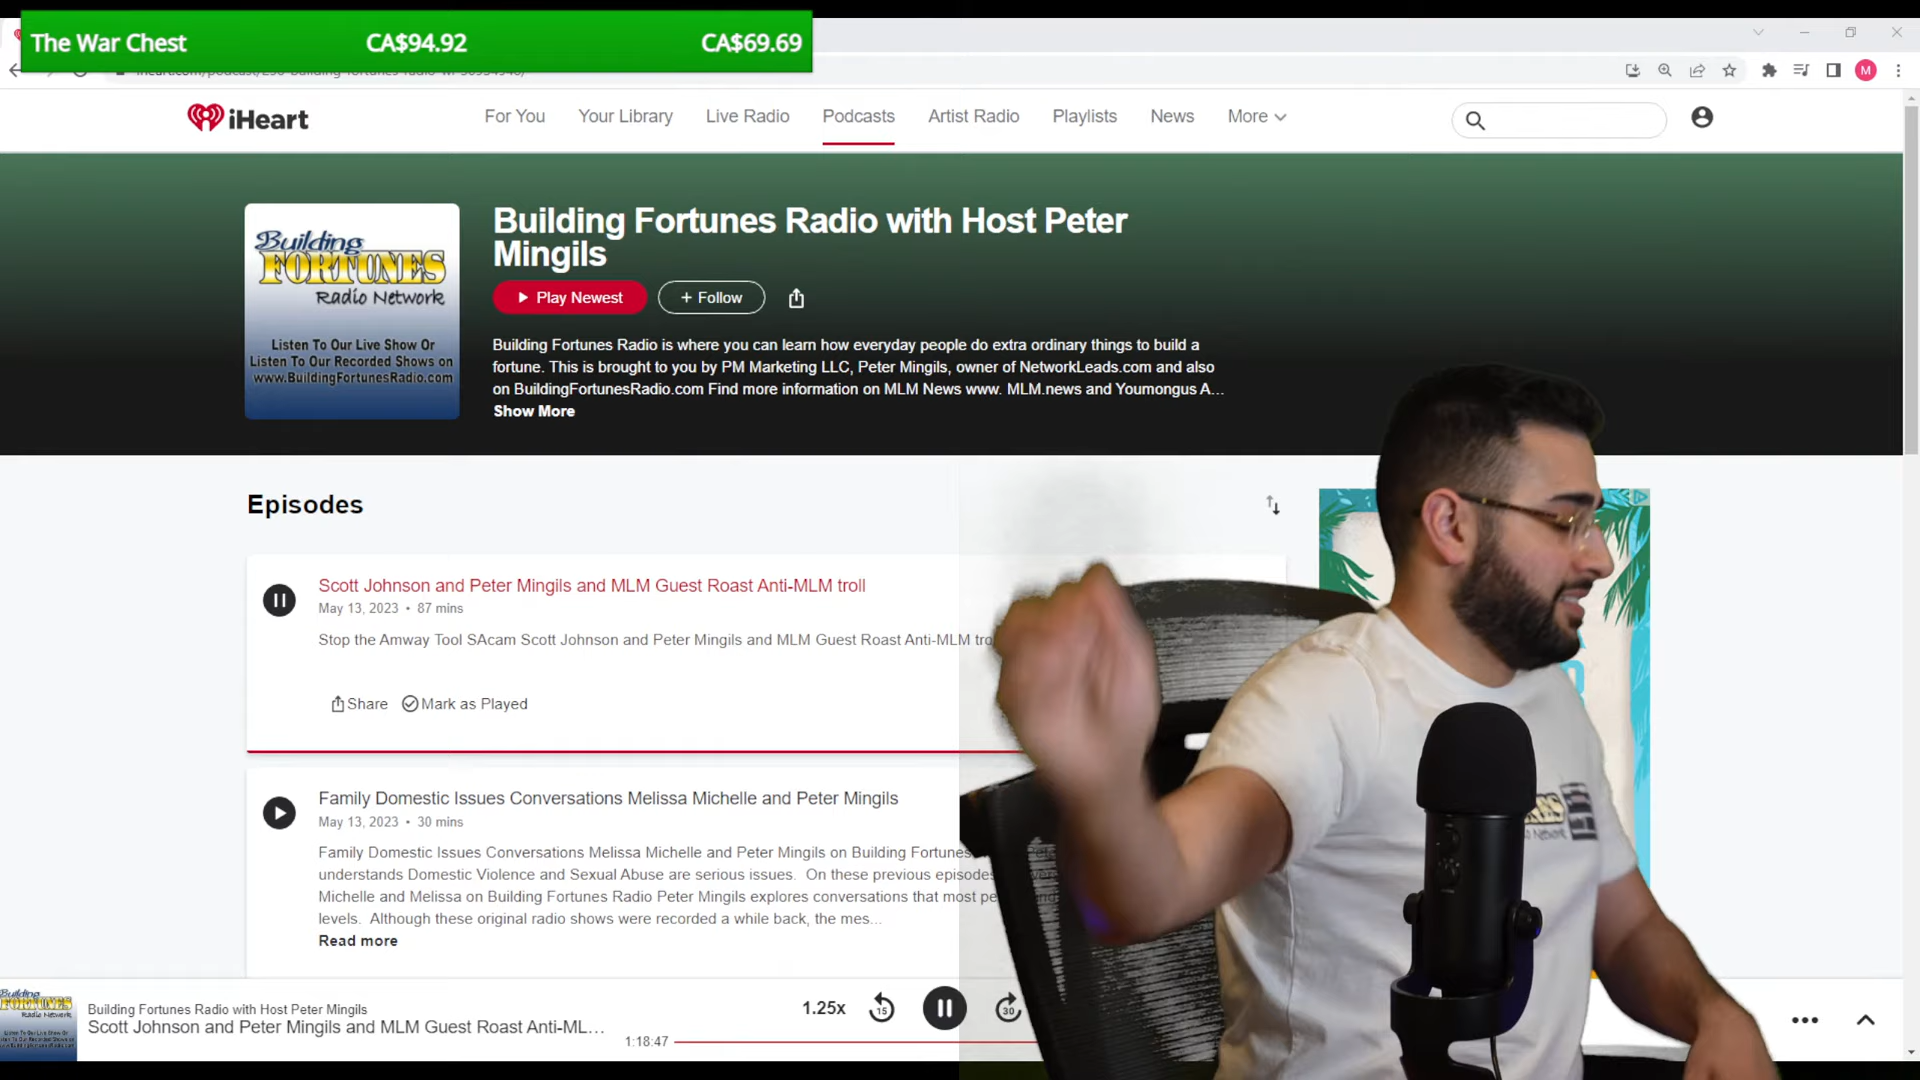 The War Chest CA$94.92 CA$69.69
M
iHeart For You Your Library Live Radio Podcasts Artist Radio Playlists News More
Building Fortunes Radio with Host Peter
Mingils
Play Newest + Follow
Building Fortunes Radio is where you can learn how everyday people do extra ordinary things to build a
fortune. This is brought to you by PM Marketing LLC, Peter Mingils, owner of NetworkLeads.com and also
on BuildingFortunesRadio.com Find more information on MLM News www. MLM.news and Youmongus A...
Show More
Building
FORTUNES
Radio Network
Listen To Our Live Show Or
Listen To Our Recorded Shows on
www.BuildingFortunesRadio.com
Episodes
Scott Johnson and Peter Mingils and MLM Guest Roast Anti-MLM troll
May 13, 2023 • 87 mins
Stop the Amway Tool SAcam Scott Johnson and Peter Mingils and MLM Guest Roast Anti-MLM tro
Share Mark as Played
Family Domestic Issues Conversations Melissa Michelle and Peter Mingils
May 13, 2023 • 30 mins
Family Domestic Issues Conversations Melissa Michelle and Peter Mingils on Building Fortunes
understands Domestic Violence and Sexual Abuse are serious issues. On these previous episodes
Michelle and Melissa on Building Fortunes Radio Peter Mingils explores conversations that most pe
levels. Although these original radio shows were recorded a while back, the mes...
Read more
Building
FORTUNES
Radio Network
Building Fortunes Radio with Host Peter Mingils
Scott Johnson and Peter Mingils and MLM Guest Roast Anti-ML...
1:18:47
1.25x 15 30